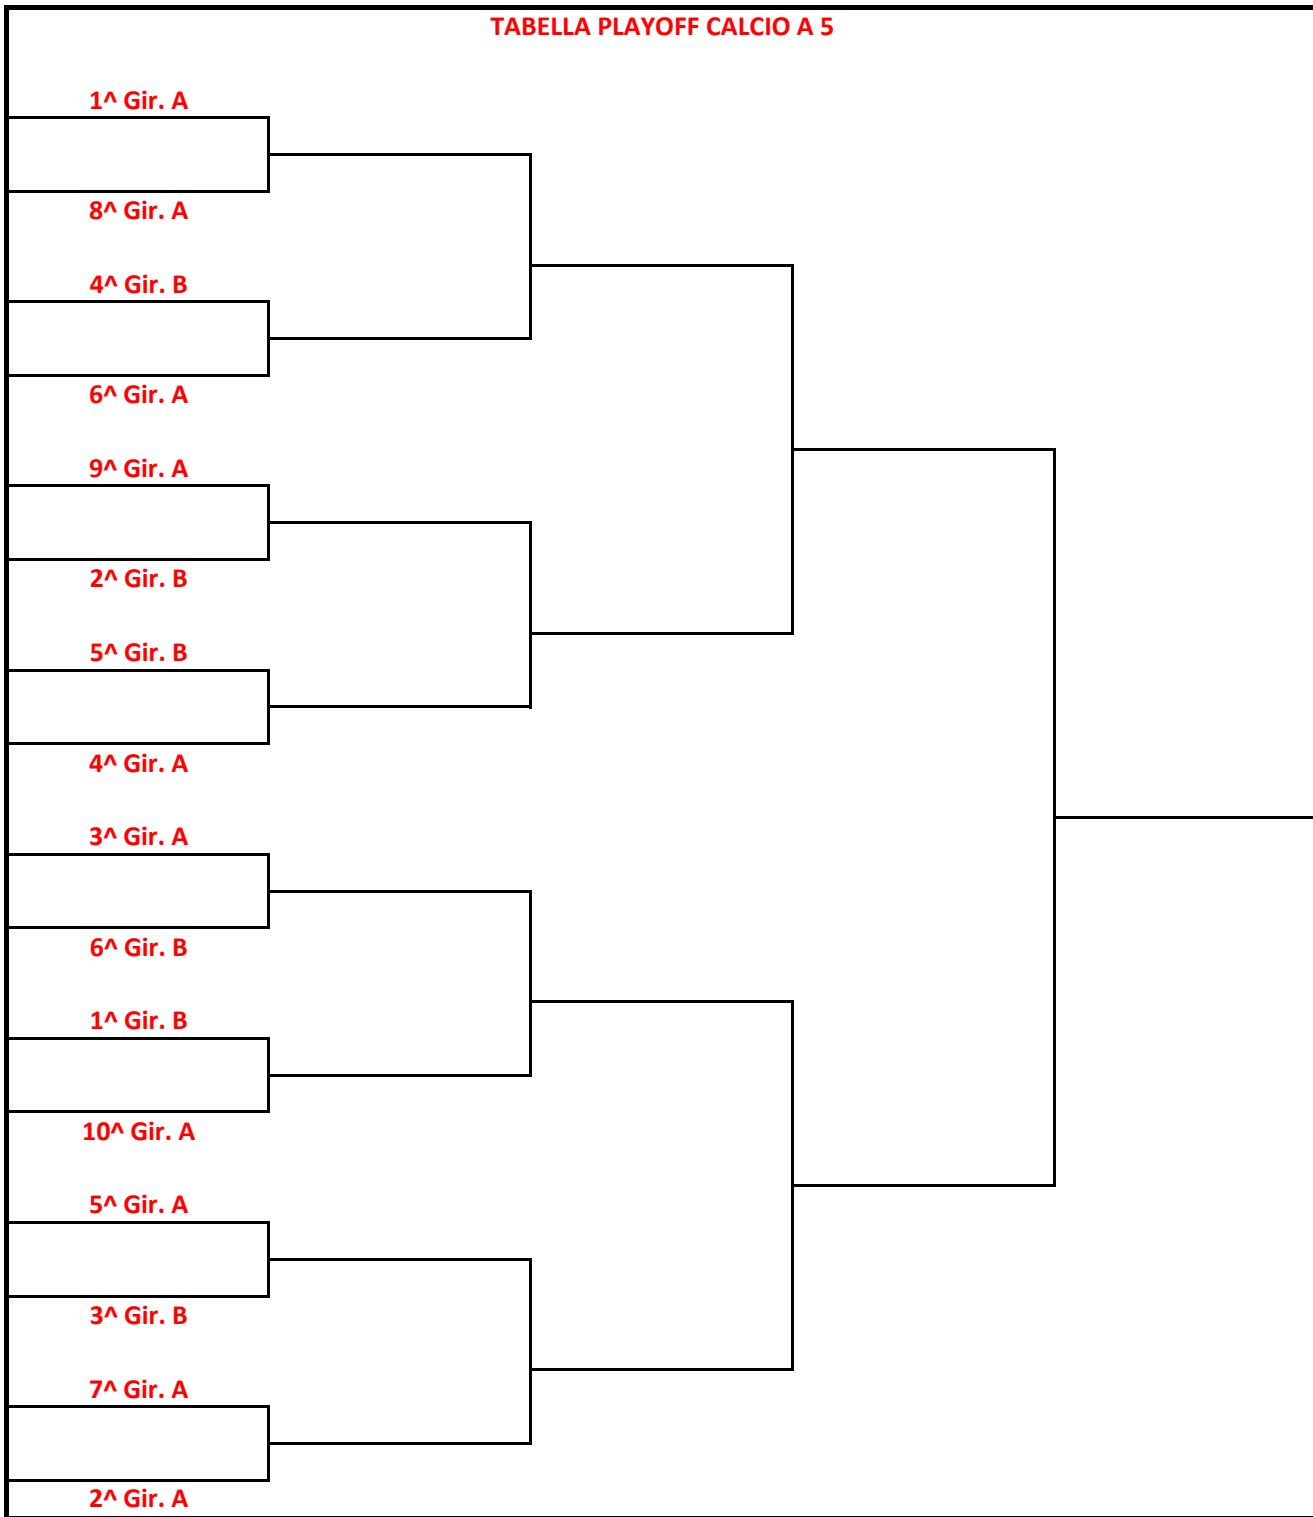 TABELLA PLAYOFF CALCIO A 5
1^ Gir. A
8^ Gir. A
4^ Gir. B
6^ Gir. A
9^ Gir. A
2^ Gir. B
5^ Gir. B
4^ Gir. A
3^ Gir. A
6^ Gir. B
1^ Gir. B
10^ Gir. A
5^ Gir. A
3^ Gir. B
7^ Gir. A
2^ Gir. A